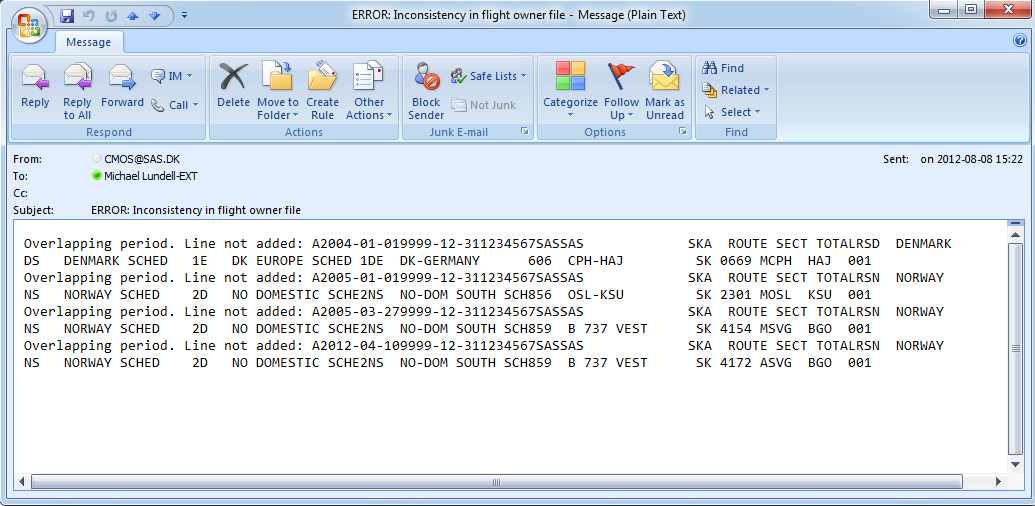 ERROR: Inconsistency in flight owner file - Message (Plain Text)
Message
Reply
Reply to All
Forward
IM
Call
Respond
Delete
Move to Folder
Create Rule
Other Actions
Actions
Block Sender
Safe Lists
Not Junk
Junk E-mail
Categorize
Follow Up
Mark as Unread
Options
Find
Related
Select
Find
From: CMOS@SAS.DK Sent: on 2012-08-08 15:22
To: Michael Lundell-EXT
Cc:
Subject: ERROR: Inconsistency in flight owner file
Overlapping period. Line not added: A2004-01-019999-12-311234567SASSAS SKA ROUTE SECT TOTALRSD DENMARK
DS DENMARK SCHED 1E DK EUROPE SCHED 1DE DK-GERMANY 606 CPH-HAJ SK 0669 MCPH HAJ 001
Overlapping period. Line not added: A2005-01-019999-12-311234567SASSAS SKA ROUTE SECT TOTALRSN NORWAY
NS NORWAY SCHED 2D NO DOMESTIC SCHE2NS NO-DOM SOUTH SCH856 OSL-KSU SK 2301 MOSL KSU 001
Overlapping period. Line not added: A2005-03-279999-12-311234567SASSAS SKA ROUTE SECT TOTALRSN NORWAY
NS NORWAY SCHED 2D NO DOMESTIC SCHE2NS NO-DOM SOUTH SCH859 B 737 VEST SK 4154 MSVG BGO 001
Overlapping period. Line not added: A2012-04-109999-12-311234567SASSAS SKA ROUTE SECT TOTALRSN NORWAY
NS NORWAY SCHED 2D NO DOMESTIC SCHE2NS NO-DOM SOUTH SCH859 B 737 VEST SK 4172 ASVG BGO 001